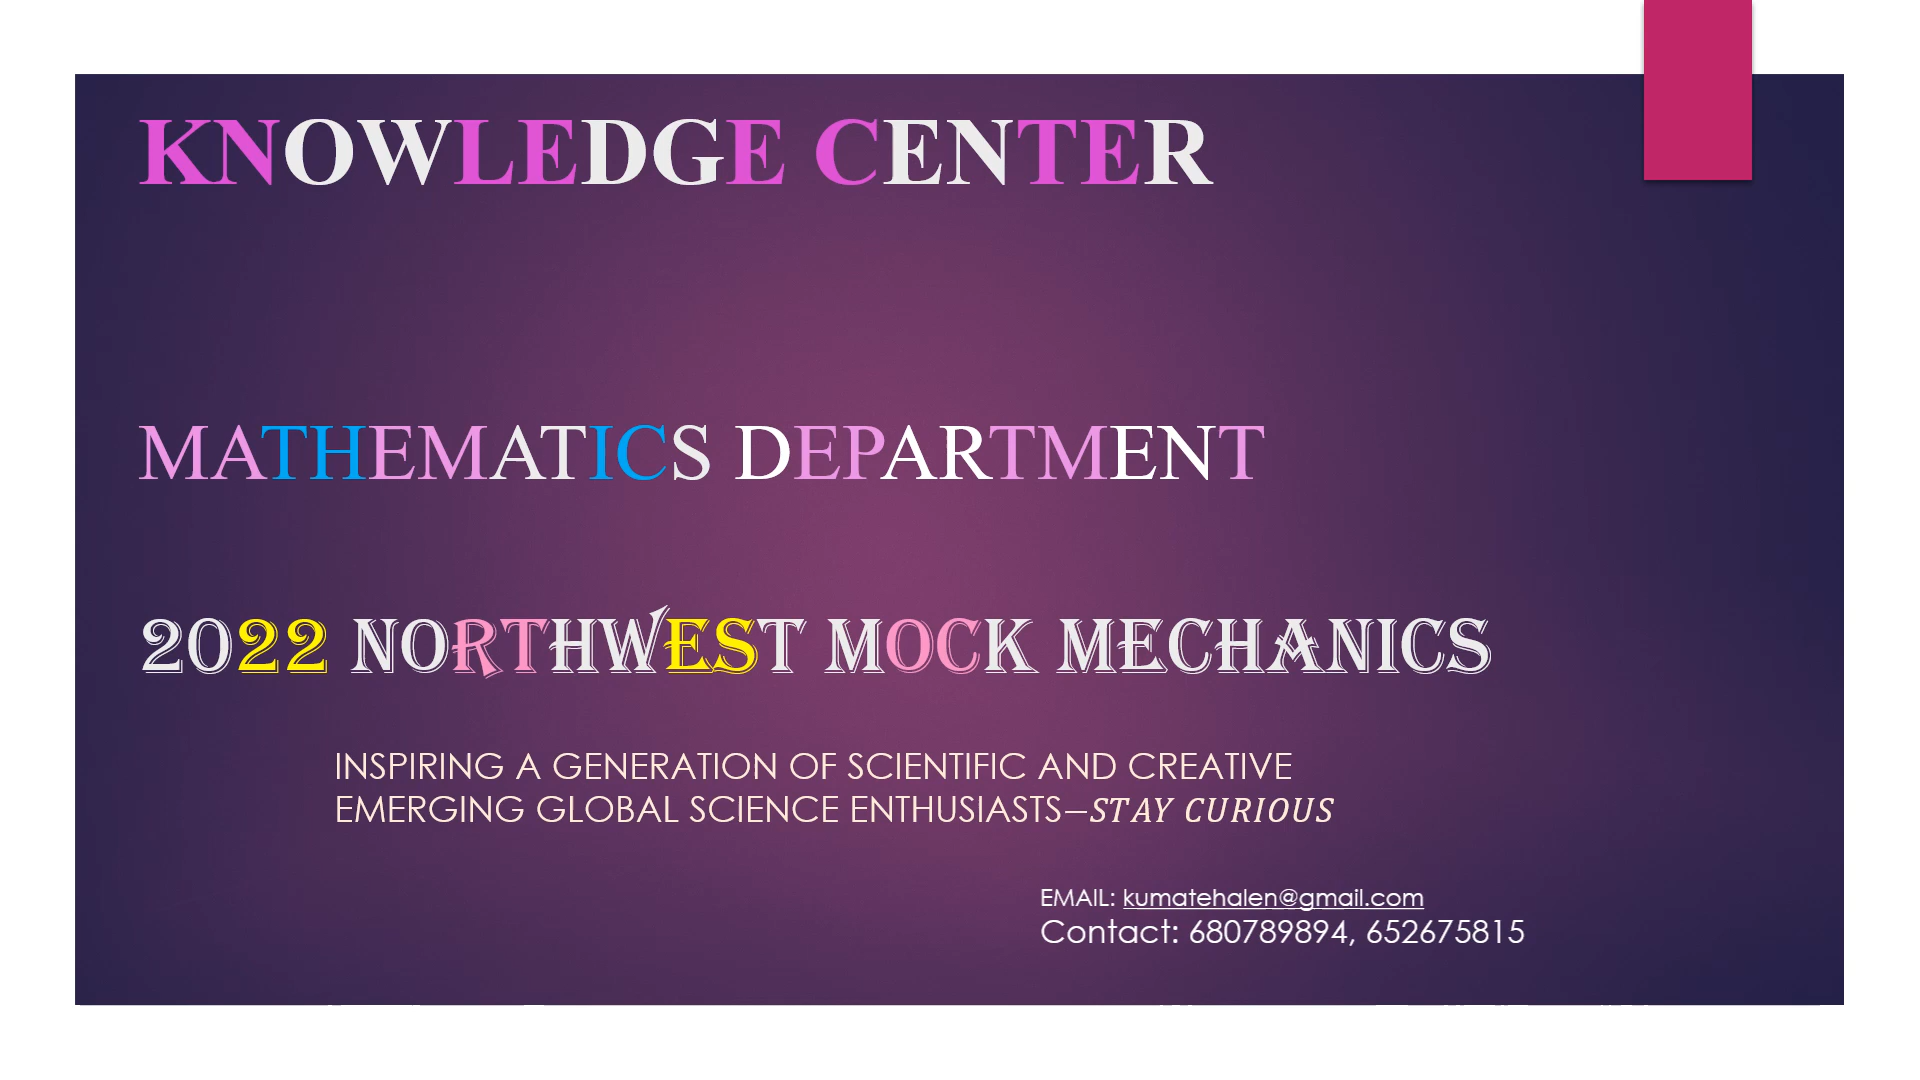 KNOWLEDGE CENTER
MATHEMATICS DEPARTMENT
2022 NORTHWEST MOCK MECHANICS
INSPIRING A GENERATION OF SCIENTIFIC AND CREATIVE
EMERGING GLOBAL SCIENCE ENTHUSIASTS—STAY CURIOUS
EMAIL: kumatehalen@gmail.com
Contact: 680789894, 652675815